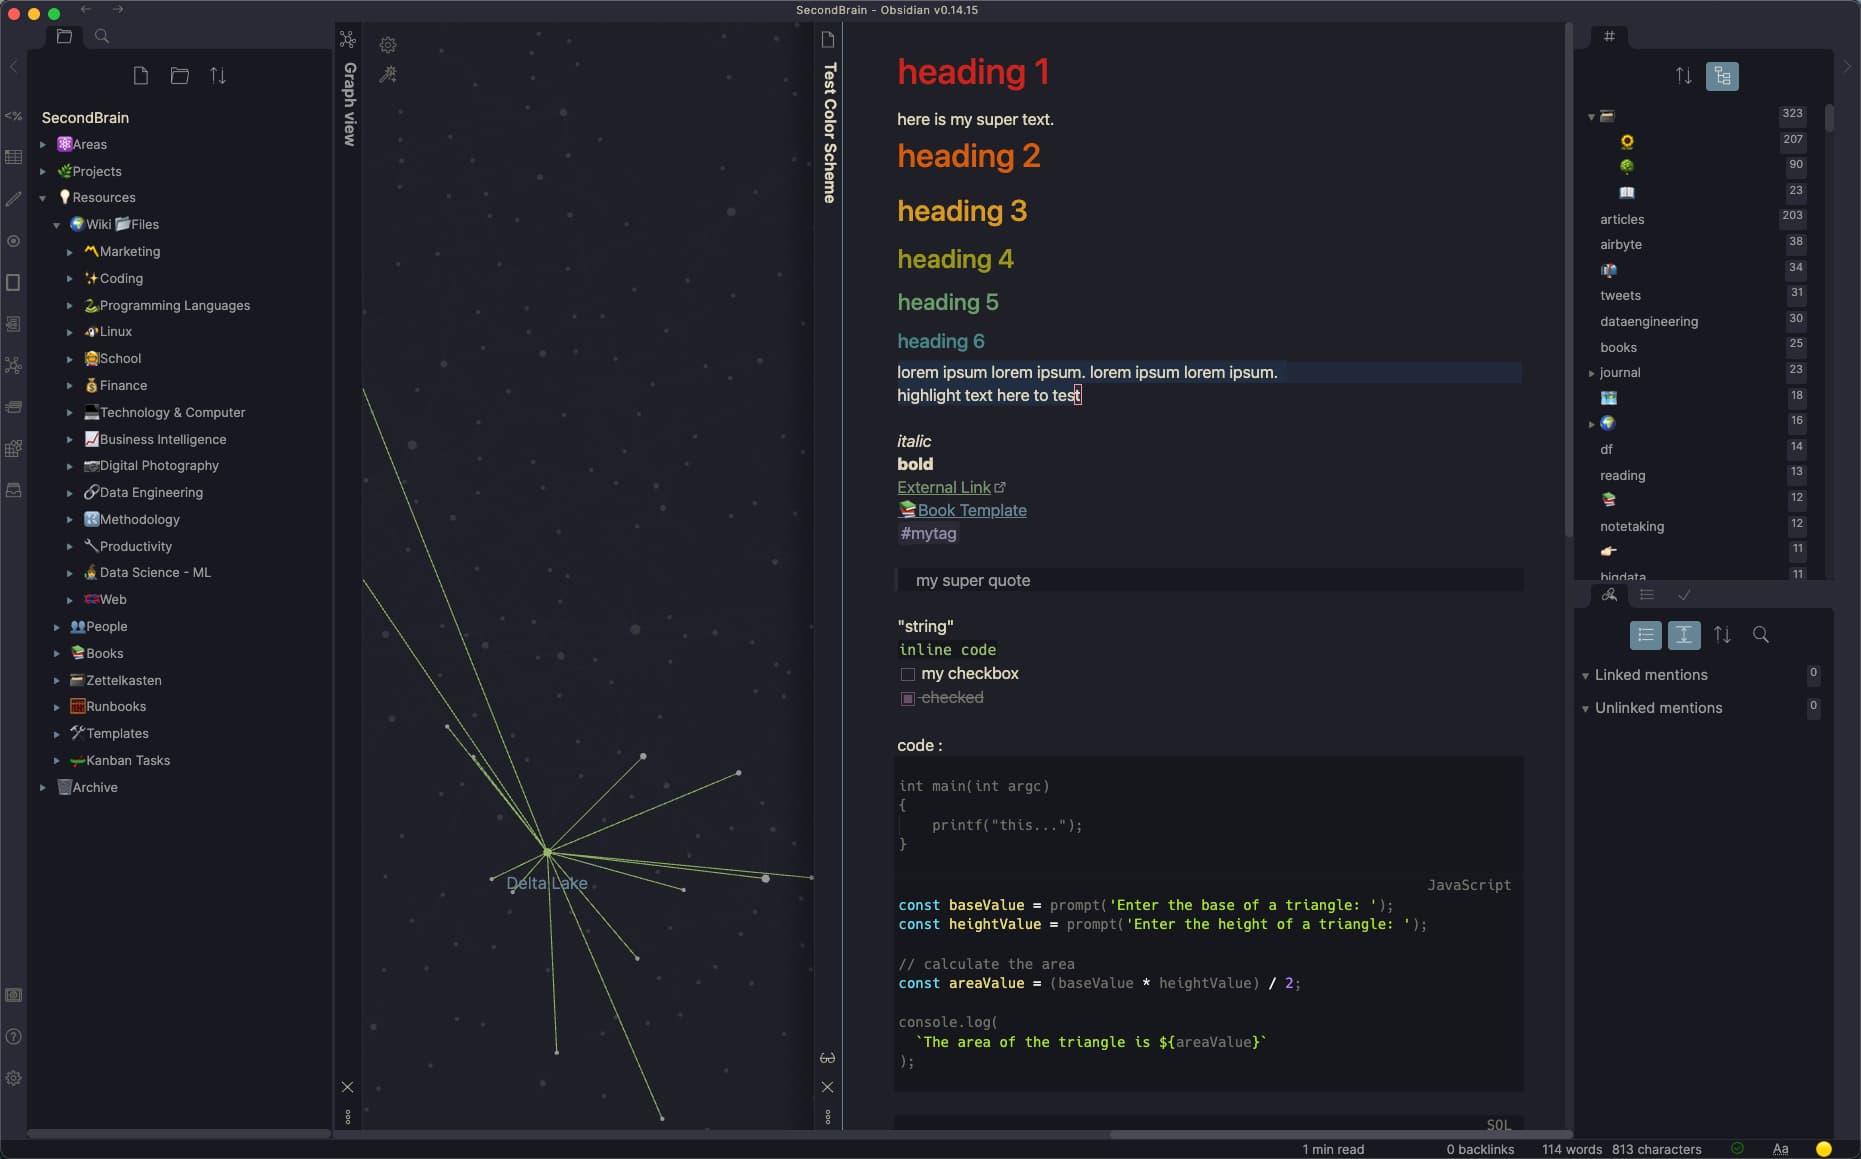 SecondBrain - Obsidian v0.14.15
SecondBrain
Areas
Projects
Resources
Wiki Files
Marketing
Coding
Programming Languages
Linux
School
Finance
Technology & Computer
Business Intelligence
Digital Photography
Data Engineering
Methodology
Productivity
Data Science - ML
Web
People
Books
Zettelkasten
Runbooks
Templates
Kanban Tasks
Archive
Graph view
Delta Lake
Test Color Scheme
heading 1
here is my super text.
heading 2
heading 3
heading 4
heading 5
heading 6
lorem ipsum lorem ipsum. lorem ipsum lorem ipsum.
highlight text here to test
italic
bold
External Link
Book Template
#mytag
my super quote
"string"
inline code
my checkbox
checked
code :
int main(int argc)
{
printf("this...");
}
JavaScript
const baseValue = prompt('Enter the base of a triangle: ');
const heightValue = prompt('Enter the height of a triangle: ');
// calculate the area
const areaValue = (baseValue * heightValue) / 2;
console.log(
`The area of the triangle is ${areaValue}`
);
SQL
#
323
207
90
23
articles 203
airbyte 38
34
tweets 31
dataengineering 30
books 25
journal 23
18
16
df 14
reading 13
12
notetaking 12
11
bigdata 11
Linked mentions 0
Unlinked mentions 0
1 min read 0 backlinks 114 words 813 characters Aa